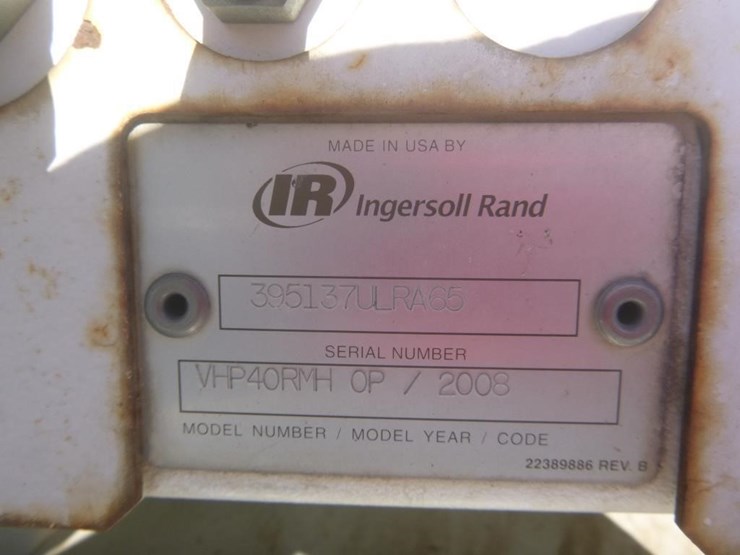 MADE IN USA BY
IR Ingersoll Rand
395137ULRA65
SERIAL NUMBER
VHP40RMH OP / 2008
MODEL NUMBER / MODEL YEAR / CODE
22389886 REV. B